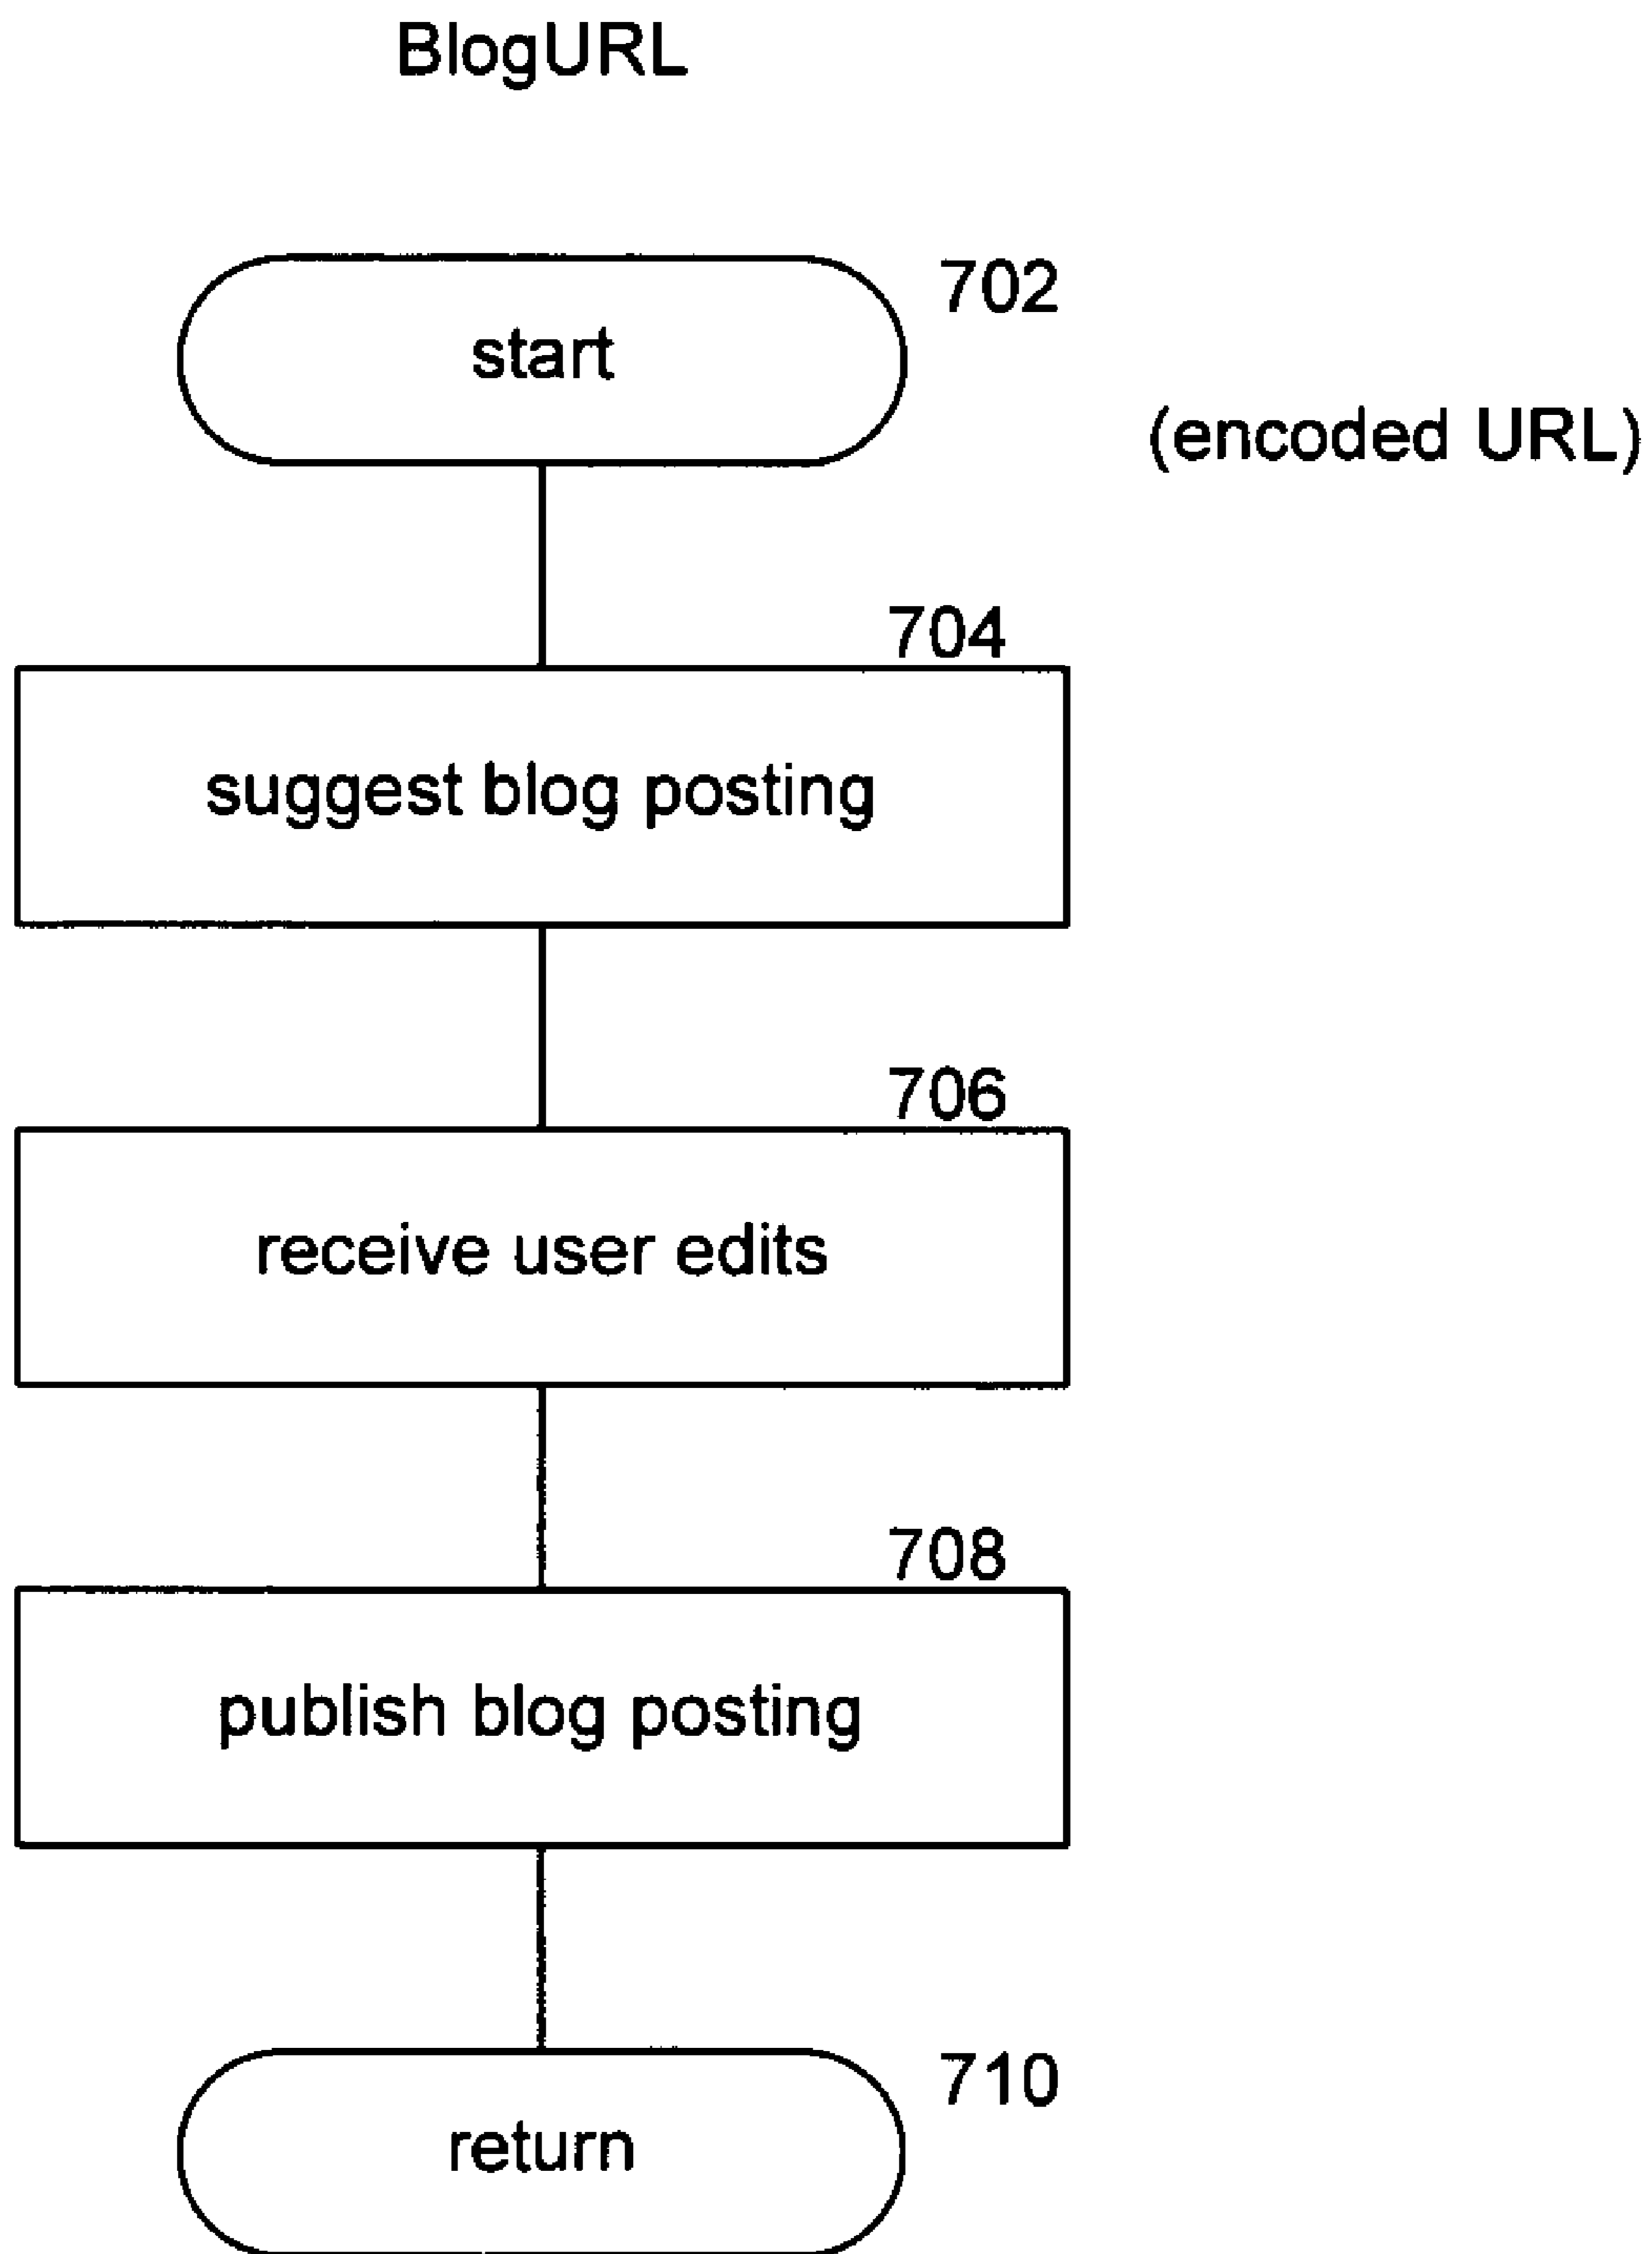 BlogURL
702
start
(encoded URL)
704
suggest blog posting
706
receive user edits
708
publish blog posting
710
return